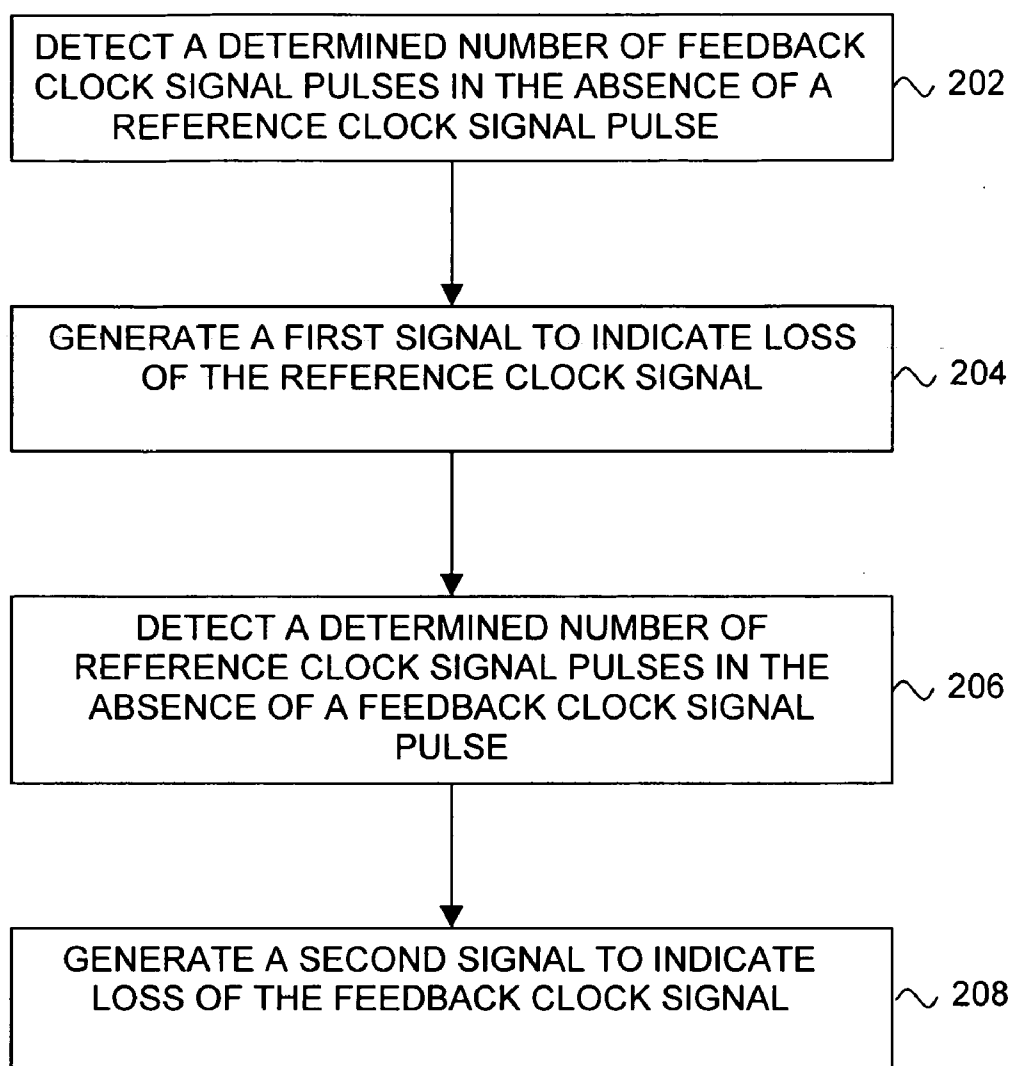 DETECT A DETERMINED NUMBER OF FEEDBACK
CLOCK SIGNAL PULSES IN THE ABSENCE OF A
REFERENCE CLOCK SIGNAL PULSE
202
GENERATE A FIRST SIGNAL TO INDICATE LOSS
OF THE REFERENCE CLOCK SIGNAL
204
DETECT A DETERMINED NUMBER OF
REFERENCE CLOCK SIGNAL PULSES IN THE
ABSENCE OF A FEEDBACK CLOCK SIGNAL
PULSE
206
GENERATE A SECOND SIGNAL TO INDICATE
LOSS OF THE FEEDBACK CLOCK SIGNAL
208